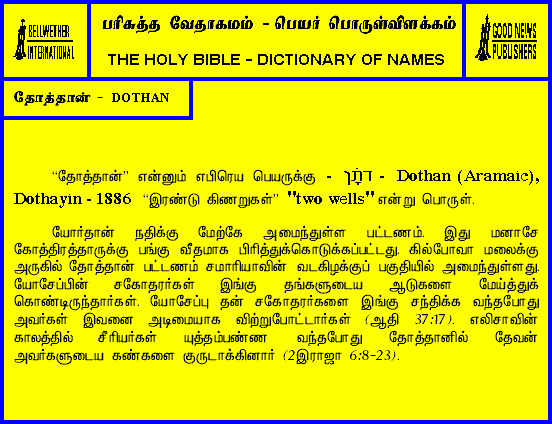 BELLWETHER
INTERNATIONAL
பரிசுத்த வேதாகமம் - பெயர் பொருள்விளக்கம்
THE HOLY BIBLE - DICTIONARY OF NAMES
GOOD NEWS
PUBLISHERS
தோத்தான் - DOTHAN
“தோத்தான்” என்னும் எபிரெய பெயருக்கு - דֹּתָן - Dothan (Aramaic),
Dothayin - 1886 “இரண்டு கிணறுகள்” "two wells" என்று பொருள்.
யோர்தான் நதிக்கு மேற்கே அமைந்துள்ள பட்டணம். இது மனாசே
கோத்திரத்தாருக்கு பங்கு வீதமாக பிரித்துக்கொடுக்கப்பட்டது. கில்போவா மலைக்கு
அருகில் தோத்தான் பட்டணம் சமாரியாவின் வடகிழக்குப் பகுதியில் அமைந்துள்ளது.
யோசேப்பின் சகோதரர்கள் இங்கு தங்களுடைய ஆடுகளை மேய்த்துக்
கொண்டிருந்தார்கள். யோசேப்பு தன் சகோதரர்களை இங்கு சந்திக்க வந்தபோது
அவர்கள் இவனை அடிமையாக விற்றுபோட்டார்கள் (ஆதி 37:17). எலிசாவின்
காலத்தில் சீரியர்கள் யுத்தம்பண்ண வந்தபோது தோத்தானில் தேவன்
அவர்களுடைய கண்களை குருடாக்கினார் (2இராஜா 6:8-23).